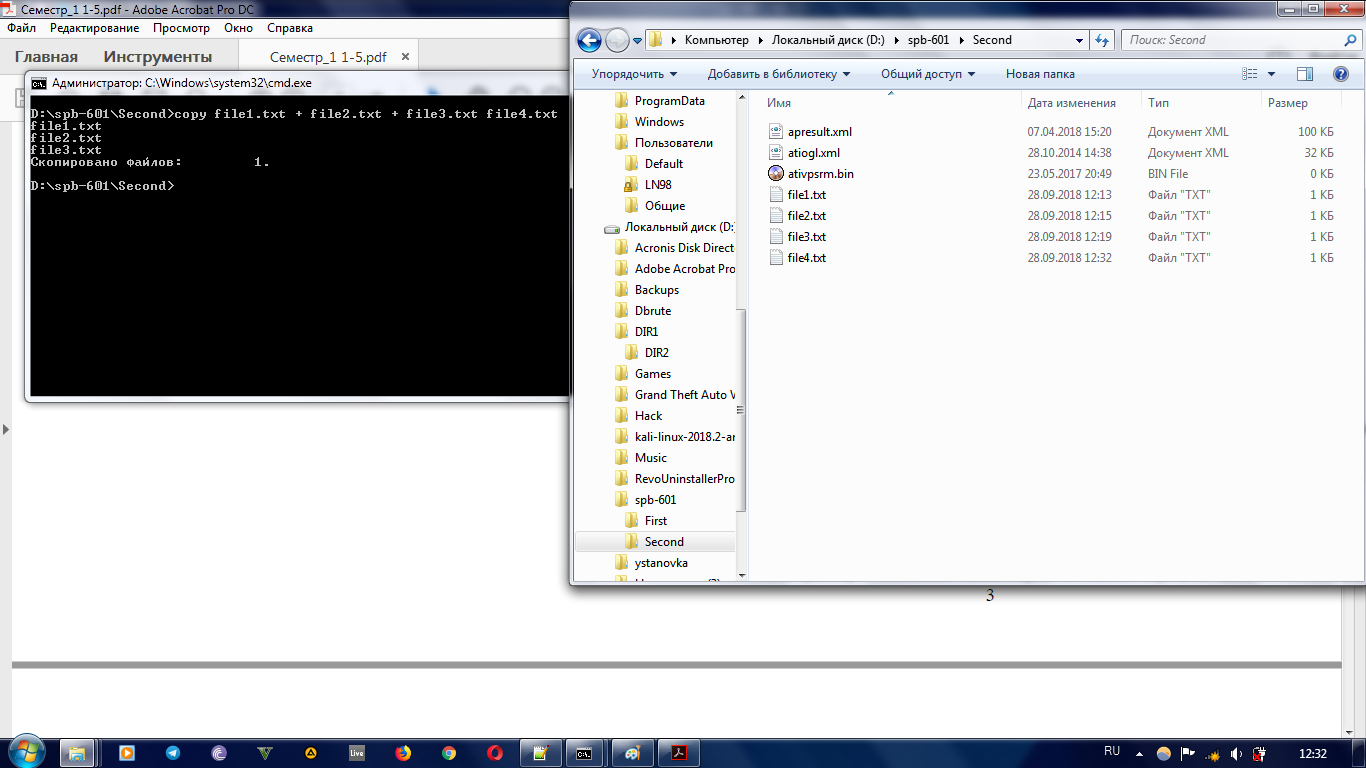 Семестр_1 1-5.pdf - Adobe Acrobat Pro DC
Файл Редактирование Просмотр Окно Справка
Главная Инструменты Семестр_1 1-5.pdf ×
Администратор: C:\Windows\system32\cmd.exe
D:\spb-601\Second>copy file1.txt + file2.txt + file3.txt file4.txt
file1.txt
file2.txt
file3.txt
Скопировано файлов: 1.
D:\spb-601\Second>
Компьютер Локальный диск (D:) spb-601 Second
Поиск: Second
Упорядочить Добавить в библиотеку Общий доступ Новая папка
ProgramData
Windows
Пользователи
Default
LN98
Общие
Локальный диск (D:
Acronis Disk Direct
Adobe Acrobat Pro
Backups
Dbrute
DIR1
DIR2
Games
Grand Theft Auto V
Hack
kali-linux-2018.2-ar
Music
RevoUninstallerPro
spb-601
First
Second
ystanovka
Имя Дата изменения Тип Размер
apresult.xml 07.04.2018 15:20 Документ XML 100 КБ
atiogl.xml 28.10.2014 14:38 Документ XML 32 КБ
ativpsrm.bin 23.05.2017 20:49 BIN File 0 КБ
file1.txt 28.09.2018 12:13 Файл "TXT" 1 КБ
file2.txt 28.09.2018 12:15 Файл "TXT" 1 КБ
file3.txt 28.09.2018 12:19 Файл "TXT" 1 КБ
file4.txt 28.09.2018 12:32 Файл "TXT" 1 КБ
3
Live
RU
12:32